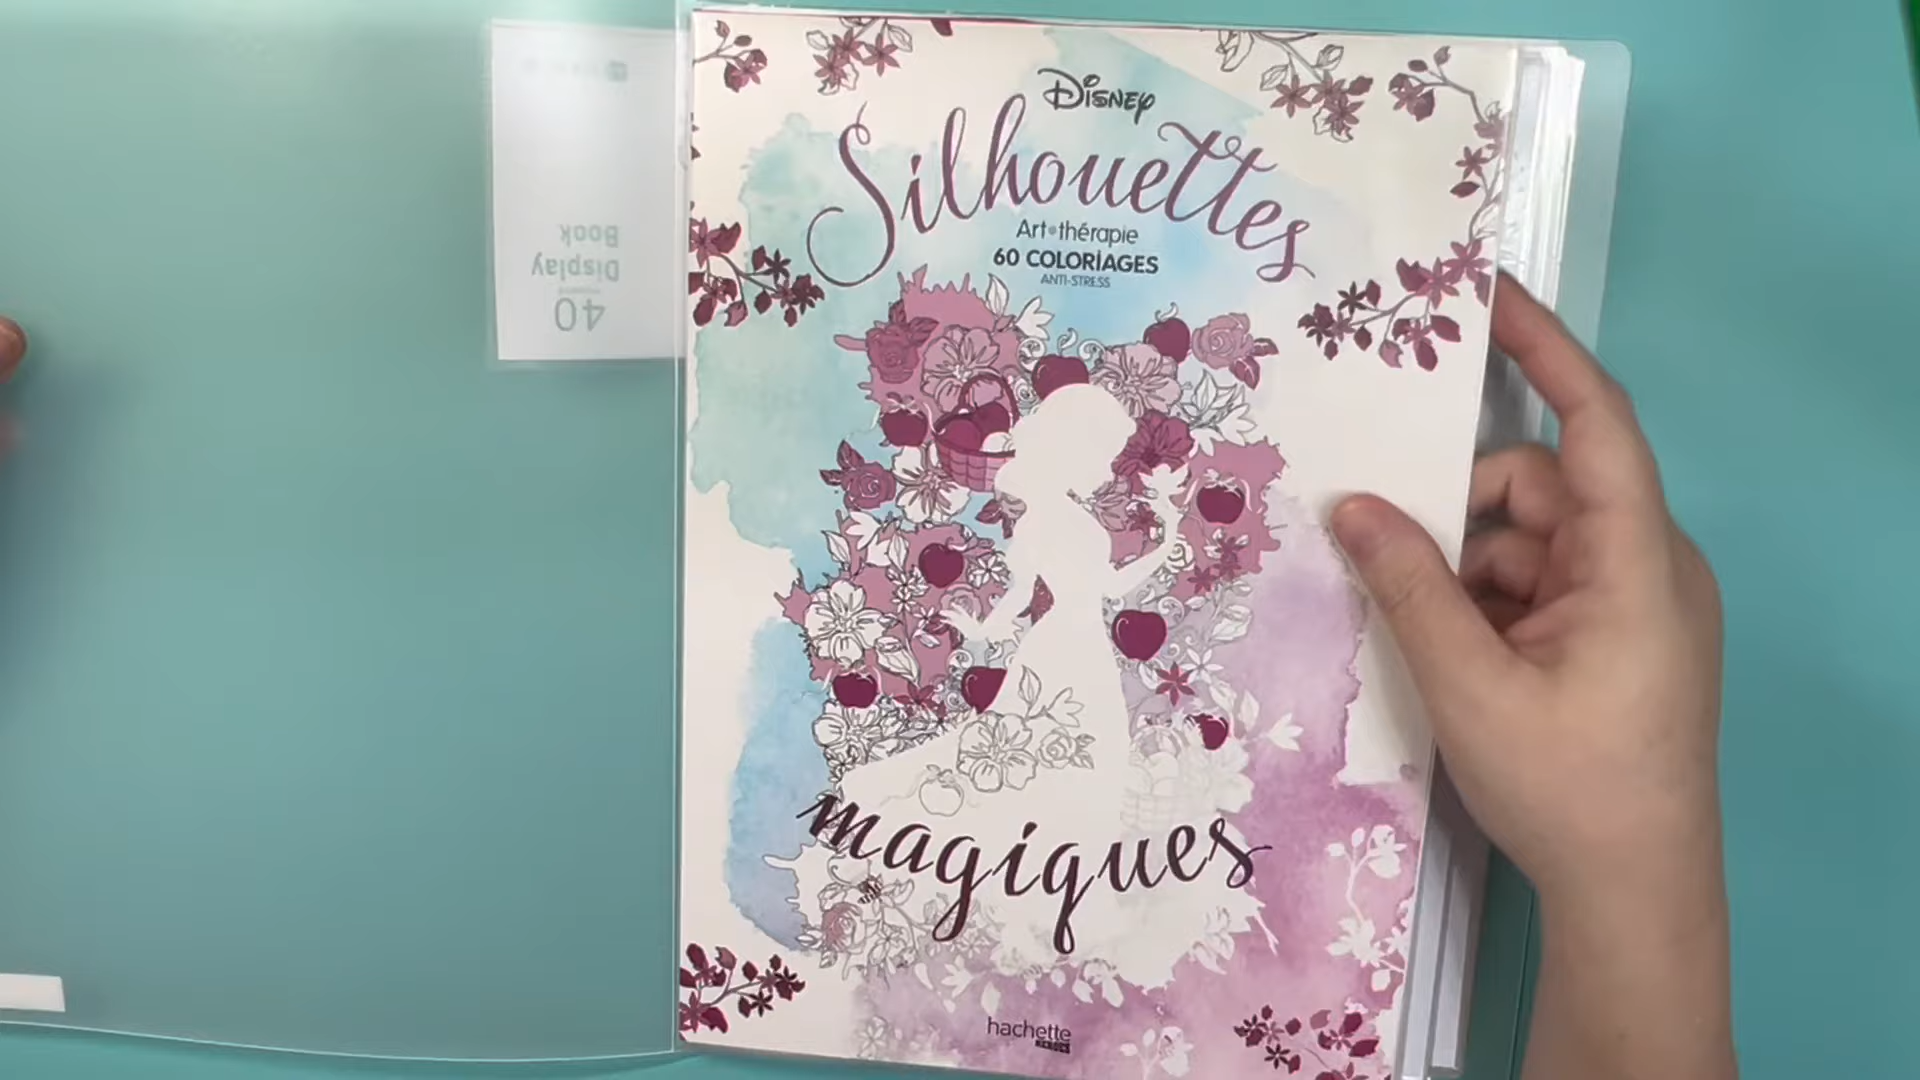 40
Display
Book
Disney
Silhouettes
Art•thérapie
60 COLORIAGES
ANTI-STRESS
magiques
hachette